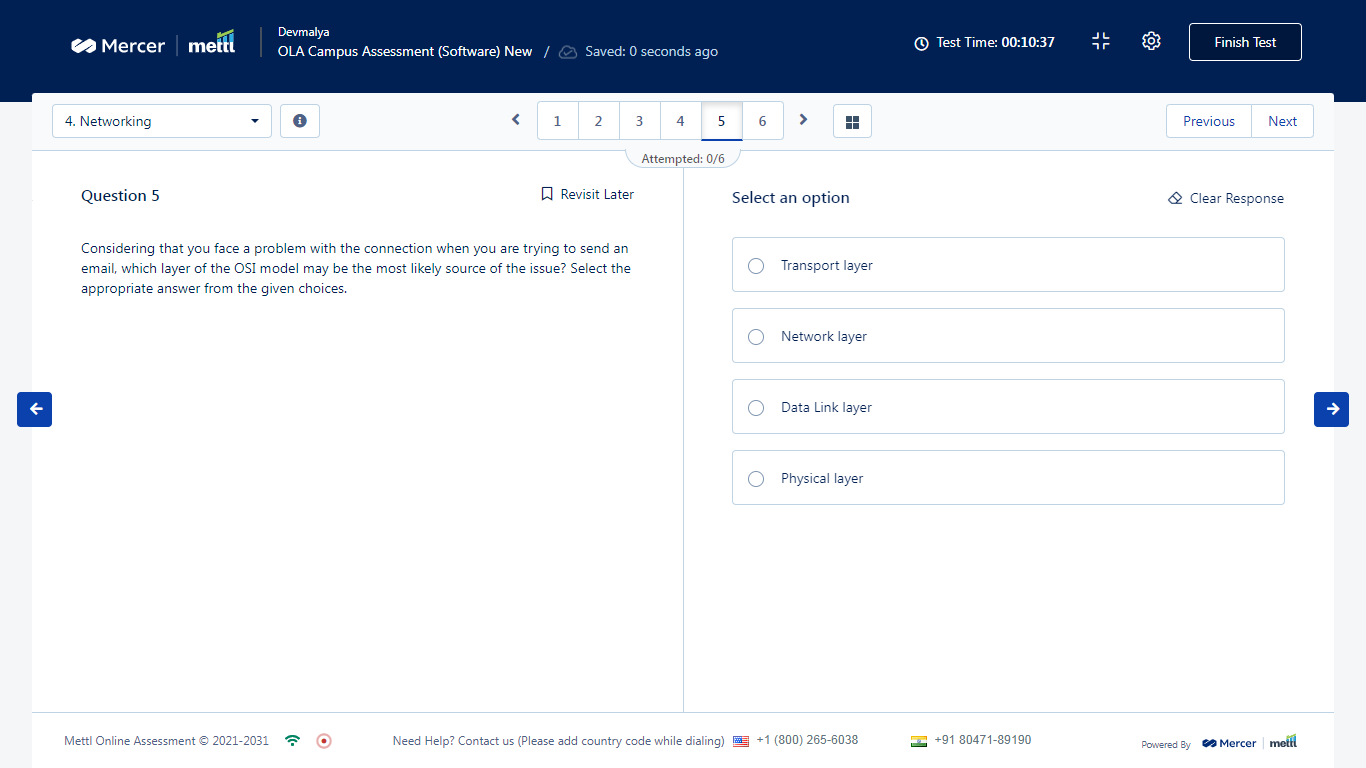 Mercer | mettl
Devmalya
OLA Campus Assessment (Software) New / Saved: 0 seconds ago
Test Time: 00:10:37
Finish Test
4. Networking
1 2 3 4 5 6
Previous Next
Attempted: 0/6
Question 5
Revisit Later
Considering that you face a problem with the connection when you are trying to send an
email, which layer of the OSI model may be the most likely source of the issue? Select the
appropriate answer from the given choices.
Select an option
Clear Response
Transport layer
Network layer
Data Link layer
Physical layer
Mettl Online Assessment © 2021-2031
Need Help? Contact us (Please add country code while dialing) +1 (800) 265-6038
+91 80471-89190
Powered By Mercer | mettl